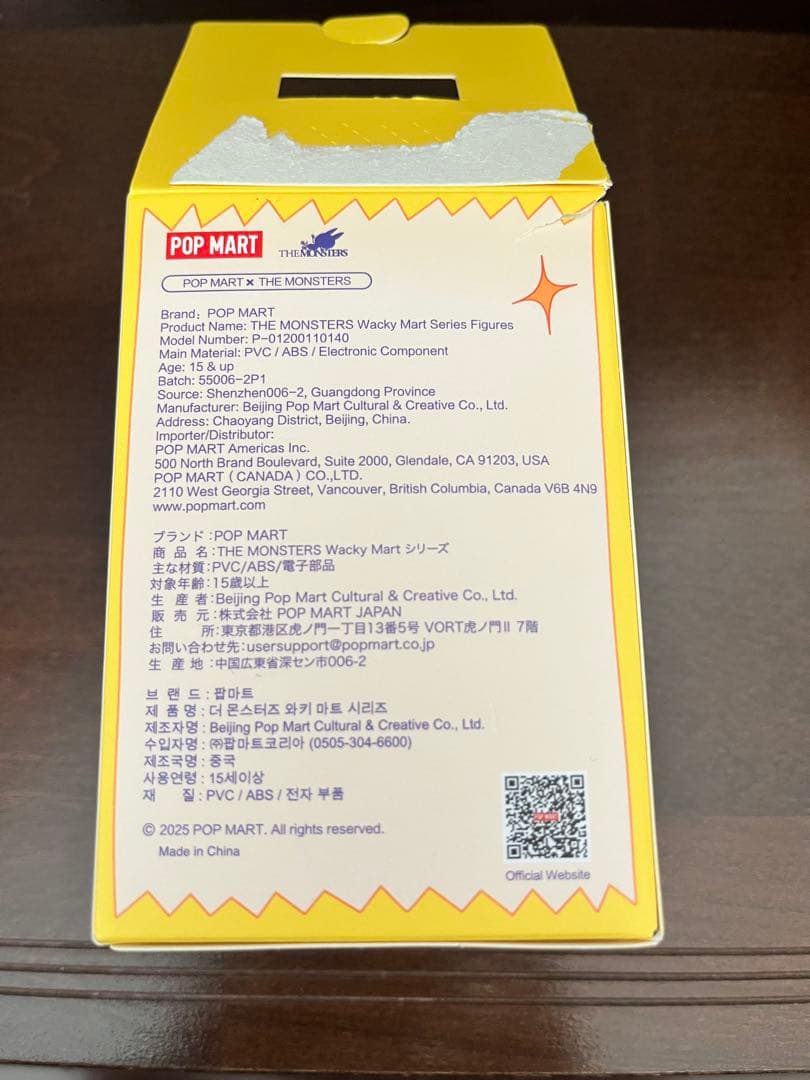 POP MART
THE MONSTERS
POP MART × THE MONSTERS
Brand: POP MART
Product Name: THE MONSTERS Wacky Mart Series Figures
Model Number: P-01200110140
Main Material: PVC / ABS / Electronic Component
Age: 15 & up
Batch: 55006-2P1
Source: Shenzhen006-2, Guangdong Province
Manufacturer: Beijing Pop Mart Cultural & Creative Co., Ltd.
Address: Chaoyang District, Beijing, China.
Importer/Distributor:
POP MART Americas Inc.
500 North Brand Boulevard, Suite 2000, Glendale, CA 91203, USA
POP MART（CANADA）CO.,LTD.
2110 West Georgia Street, Vancouver, British Columbia, Canada V6B 4N9
www.popmart.com
ブランド:POP MART
商 品 名:THE MONSTERS Wacky Mart シリーズ
主な材質:PVC/ABS/電子部品
対象年齢:15歳以上
生 産 者:Beijing Pop Mart Cultural & Creative Co., Ltd.
販 売 元:株式会社 POP MART JAPAN
住 所:東京都港区虎ノ門一丁目13番5号 VORT虎ノ門II 7階
お問い合わせ先:usersupport@popmart.co.jp
生 産 地:中国広東省深セン市006-2
브 랜 드 : 팝마트
제 품 명 : 더 몬스터즈 와키 마트 시리즈
제조자명 : Beijing Pop Mart Cultural & Creative Co., Ltd.
수입자명 : ㈜팝마트코리아 (0505-304-6600)
제조국명 : 중국
사용연령 : 15세이상
재 질 : PVC / ABS / 전자 부품
© 2025 POP MART. All rights reserved.
Made in China
POP MART
Official Website